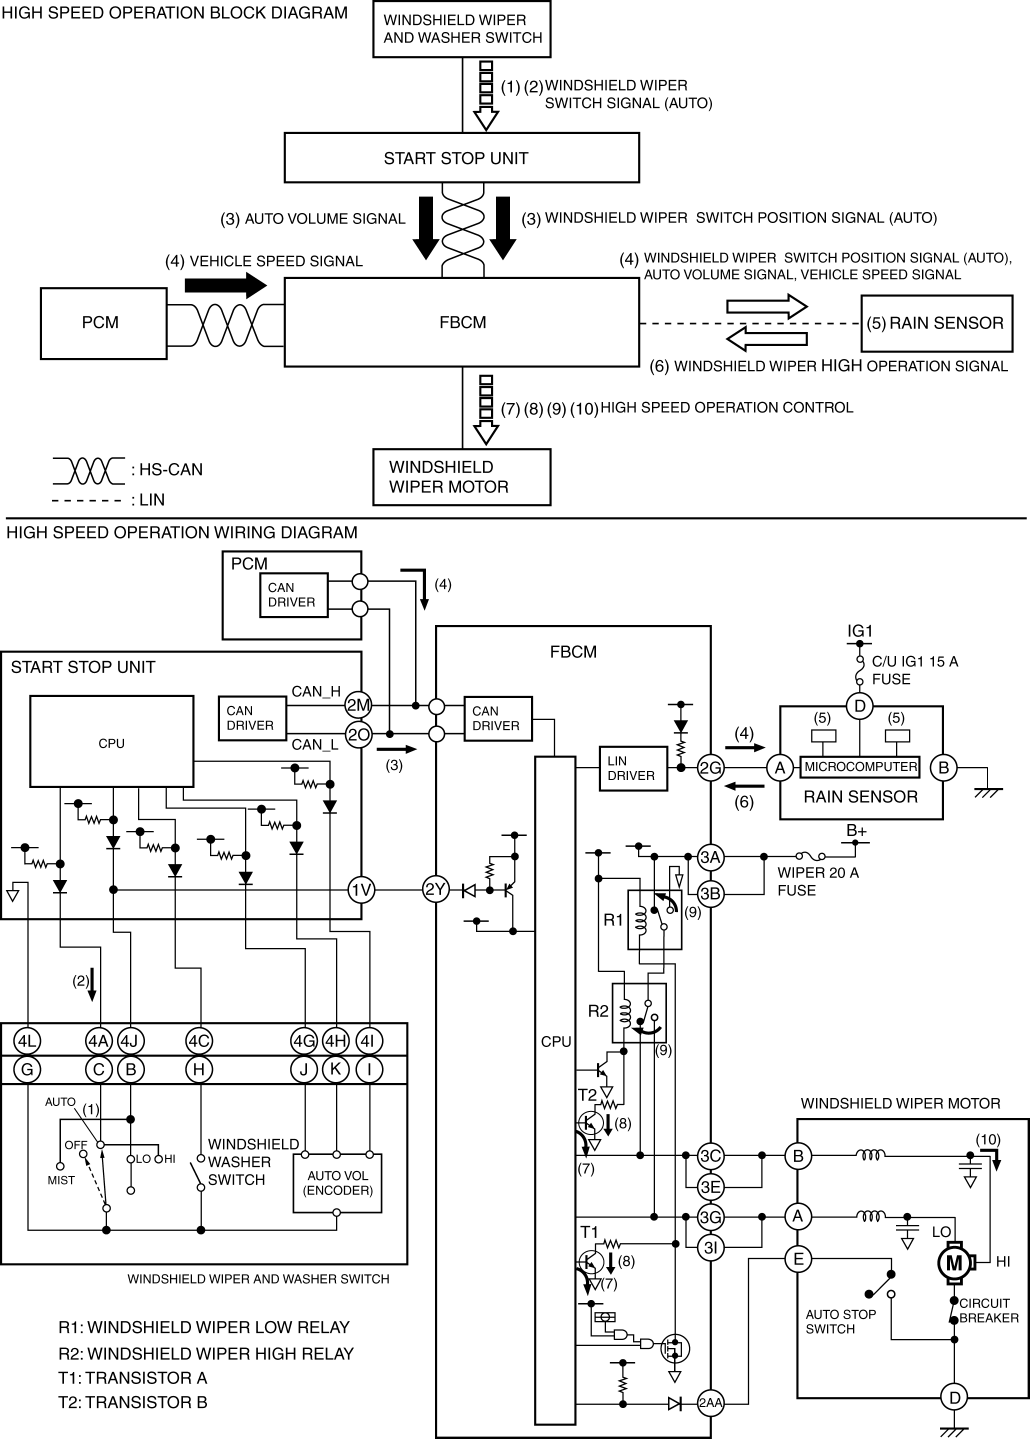 HIGH SPEED OPERATION BLOCK DIAGRAM
WINDSHIELD WIPER
AND WASHER SWITCH
(1) (2) WINDSHIELD WIPER
SWITCH SIGNAL (AUTO)
START STOP UNIT
(3) AUTO VOLUME SIGNAL
(3) WINDSHIELD WIPER SWITCH POSITION SIGNAL (AUTO)
(4) VEHICLE SPEED SIGNAL
(4) WINDSHIELD WIPER SWITCH POSITION SIGNAL (AUTO),
AUTO VOLUME SIGNAL, VEHICLE SPEED SIGNAL
PCM
FBCM
(5) RAIN SENSOR
(6) WINDSHIELD WIPER HIGH OPERATION SIGNAL
(7) (8) (9) (10) HIGH SPEED OPERATION CONTROL
WINDSHIELD
WIPER MOTOR
: HS-CAN
: LIN
HIGH SPEED OPERATION WIRING DIAGRAM
PCM
CAN
DRIVER
(4)
START STOP UNIT
CPU
CAN
DRIVER
CAN_H
2M
2O
CAN_L
(3)
FBCM
CAN
DRIVER
LIN
DRIVER
2G
(4)
(6)
IG1
C/U IG1 15 A
FUSE
D
(5)
(5)
A
MICROCOMPUTER
B
RAIN SENSOR
B+
WIPER 20 A
FUSE
3A
3B
1V
2Y
R1
(9)
R2
(9)
CPU
(2)
4L
4A
4J
4C
4G
4H
4I
G
C
B
H
J
K
I
AUTO
(1)
OFF
MIST
LO
HI
WINDSHIELD
WASHER
SWITCH
AUTO VOL
(ENCODER)
WINDSHIELD WIPER AND WASHER SWITCH
T2
(8)
(7)
3C
3E
3G
3I
T1
(8)
(7)
2AA
WINDSHIELD WIPER MOTOR
B
(10)
A
LO
E
M
HI
AUTO STOP
SWITCH
CIRCUIT
BREAKER
D
R1: WINDSHIELD WIPER LOW RELAY
R2: WINDSHIELD WIPER HIGH RELAY
T1: TRANSISTOR A
T2: TRANSISTOR B